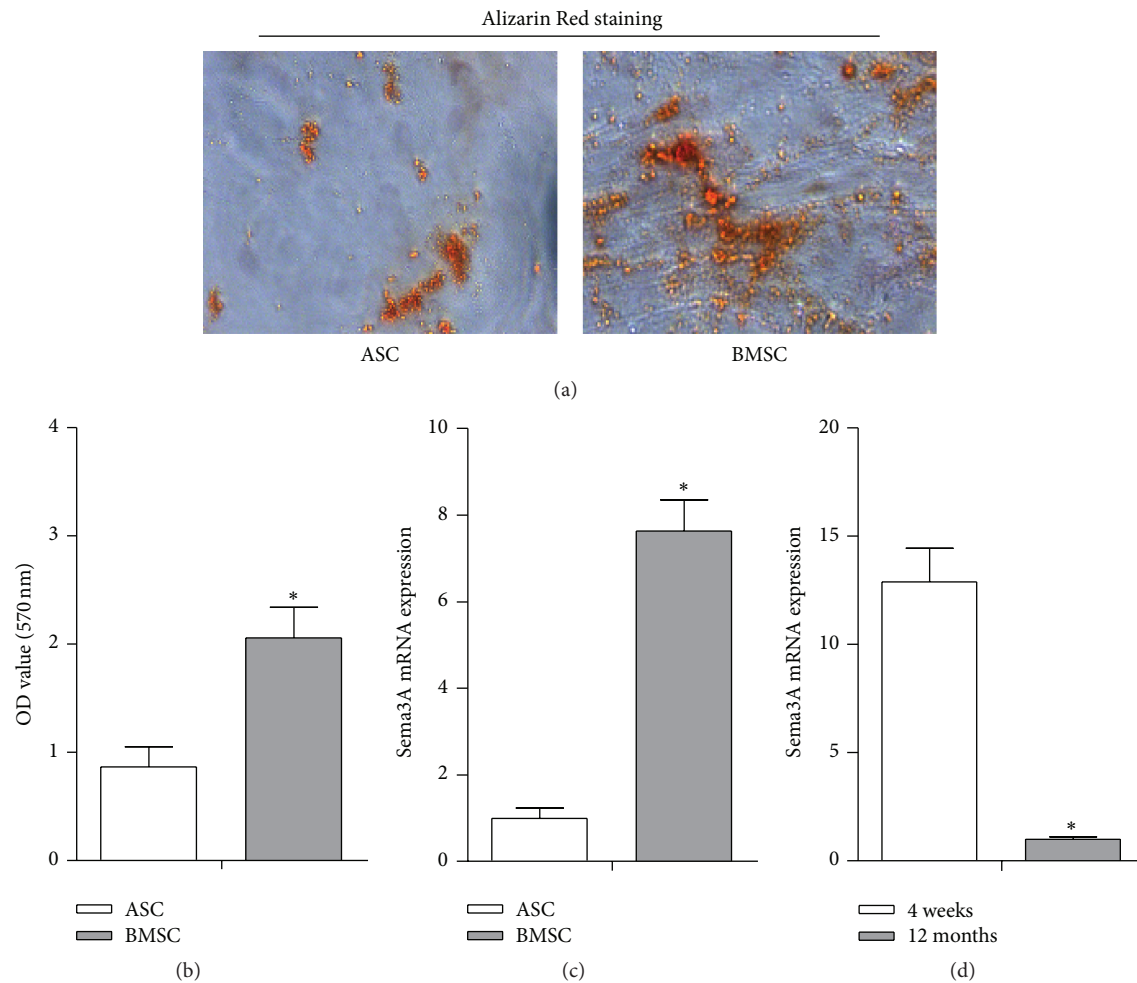 Alizarin Red staining
ASC
BMSC
(a)
OD value (570 nm)
4
3
2
1
0
*
ASC
BMSC
(b)
Sema3A mRNA expression
10
8
6
4
2
0
*
ASC
BMSC
(c)
Sema3A mRNA expression
20
15
10
5
0
*
4 weeks
12 months
(d)